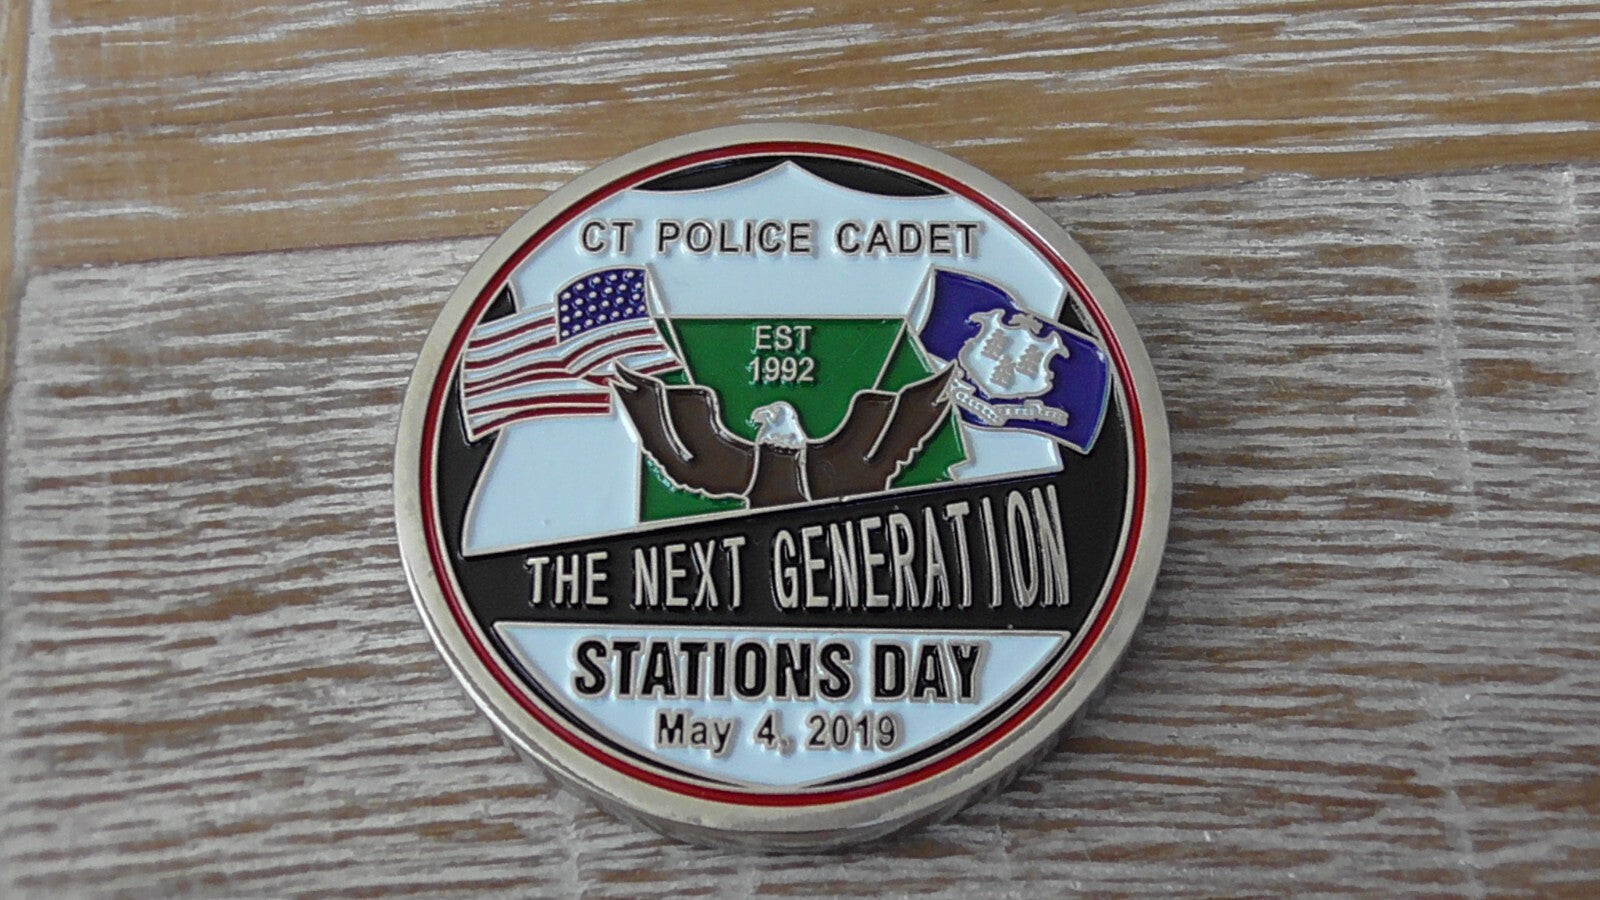 CT POLICE CADET
EST
1992
THE NEXT GENERATION
STATIONS DAY
May 4, 2019